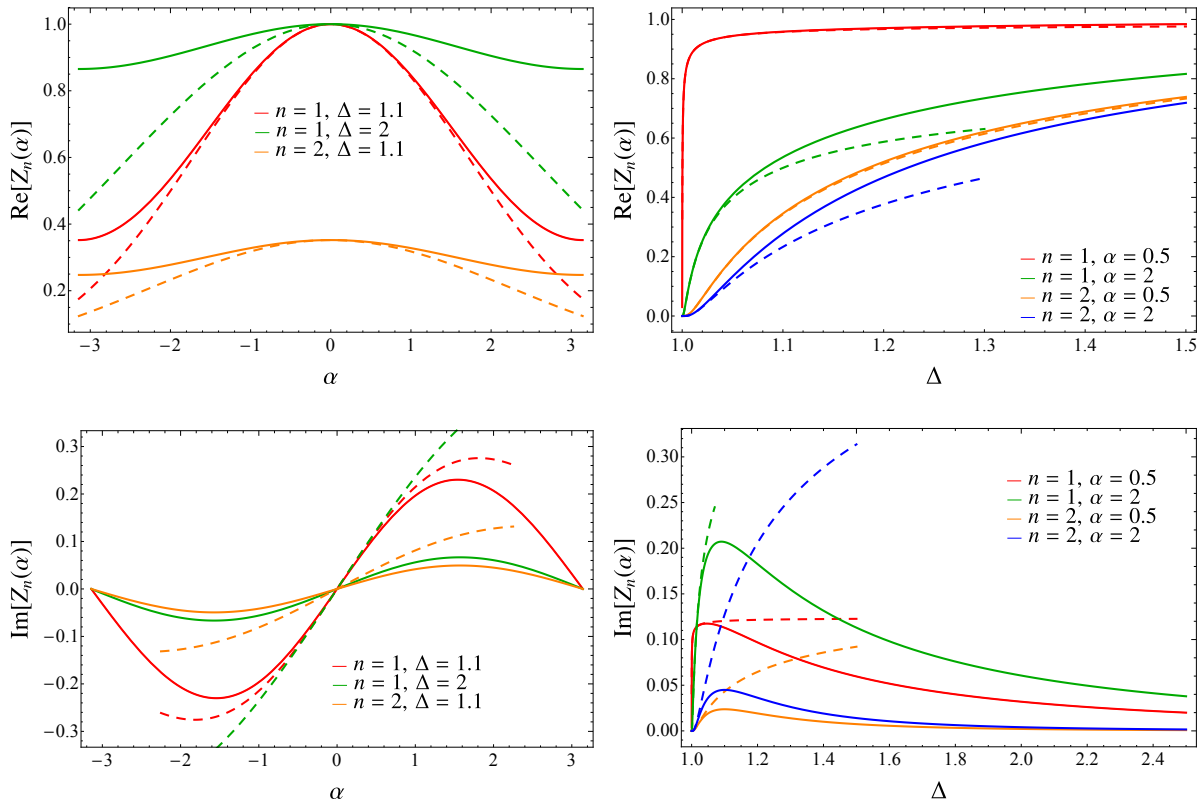 Re[Zₙ(α)]
1.0
0.8
0.6
0.4
0.2
n = 1, Δ = 1.1
n = 1, Δ = 2
n = 2, Δ = 1.1
−3 −2 −1 0 1 2 3
α
Re[Zₙ(α)]
1.0
0.8
0.6
0.4
0.2
0.0
n = 1, α = 0.5
n = 1, α = 2
n = 2, α = 0.5
n = 2, α = 2
1.0 1.1 1.2 1.3 1.4 1.5
Δ
Im[Zₙ(α)]
0.3
0.2
0.1
0.0
−0.1
−0.2
−0.3
n = 1, Δ = 1.1
n = 1, Δ = 2
n = 2, Δ = 1.1
−3 −2 −1 0 1 2 3
α
Im[Zₙ(α)]
0.30
0.25
0.20
0.15
0.10
0.05
0.00
n = 1, α = 0.5
n = 1, α = 2
n = 2, α = 0.5
n = 2, α = 2
1.0 1.2 1.4 1.6 1.8 2.0 2.2 2.4
Δ